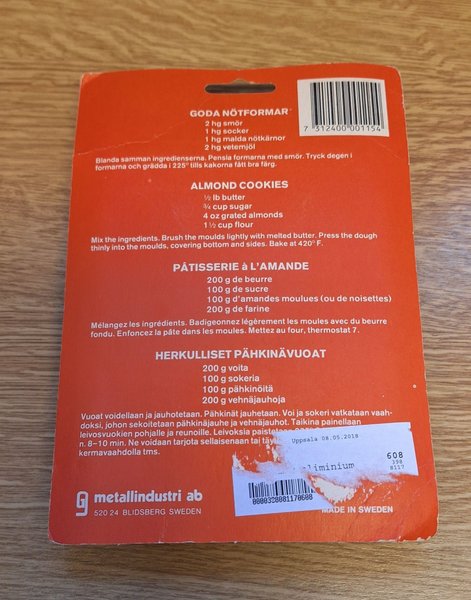 GODA NÖTFORMAR
2 hg smör
1 hg socker
1 hg malda nötkärnor
2 hg vetemjöl
7 312400 001154
Blanda samman ingredienserna. Pensla formarna med smör. Tryck degen i
formarna och grädda i 225° tills kakorna fått bra färg.
ALMOND COOKIES
½ lb butter
¾ cup sugar
4 oz grated almonds
1 ½ cup flour
Mix the ingredients. Brush the moulds lightly with melted butter. Press the dough
thinly into the moulds, covering bottom and sides. Bake at 420° F.
PÂTISSERIE à L'AMANDE
200 g de beurre
100 g de sucre
100 g d'amandes moulues (ou de noisettes)
200 g de farine
Mélangez les ingrédients. Badigeonnez légèrement les moules avec du beurre
fondu. Enfoncez la pâte dans les moules. Mettez au four, thermostat 7.
HERKULLISET PÄHKINÄVUOAT
200 g voita
100 g sokeria
100 g pähkinöitä
200 g vehnäjauhoja
Vuoat voidellaan ja jauhotetaan. Pähkinät jauhetaan. Voi ja sokeri vatkataan vaah-
doksi, johon sekoitetaan pähkinäjauhe ja vehnäjauhot. Taikina painellaan
leivosvuokien pohjalle ja reunoille. Leivoksia paistetaan
n. 8–10 min. Ne voidaan tarjota sellaisenaan tai
kermavaahdolla tms.
Uppsala 08.05.2018
608
398
8117
liminium
0000328001170608
metallindustri ab
520 24 BLIDSBERG SWEDEN
MADE IN SWEDEN